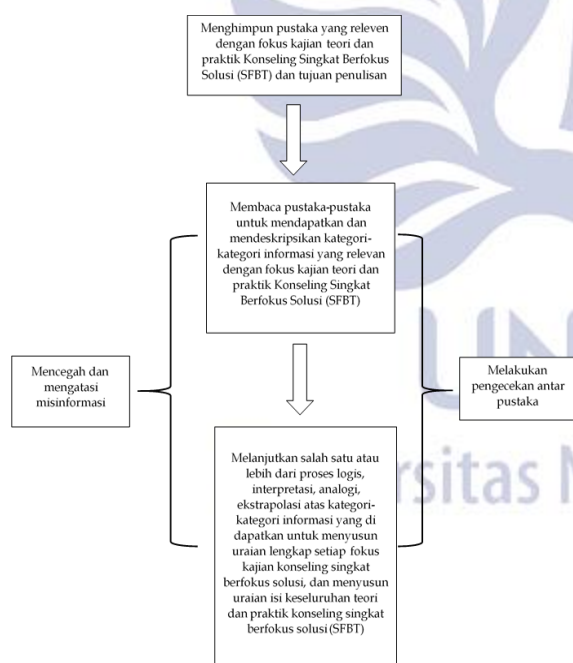 Menghimpun pustaka yang releven
dengan fokus kajian teori dan
praktik Konseling Singkat Berfokus
Solusi (SFBT) dan tujuan penulisan
Membaca pustaka-pustaka
untuk mendapatkan dan
mendeskripsikan kategori-
kategori informasi yang relevan
dengan fokus kajian teori dan
praktik Konseling Singkat
Berfokus Solusi (SFBT)
Mencegah dan
mengatasi
misinformasi
Melakukan
pengecekan antar
pustaka
Melanjutkan salah satu atau
lebih dari proses logis,
interpretasi, analogi,
ekstrapolasi atas kategori-
kategori informasi yang di
dapatkan untuk menyusun
uraian lengkap setiap fokus
kajian konseling singkat
berfokus solusi, dan menyusun
uraian isi keseluruhan teori
dan praktik konseling singkat
berfokus solusi (SFBT)